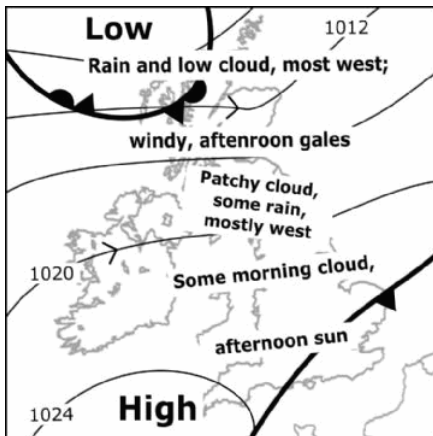 Low
1012
Rain and low cloud, most west;
windy, aftenroon gales
Patchy cloud,
some rain,
mostly west
1020
Some morning cloud,
afternoon sun
1024
High